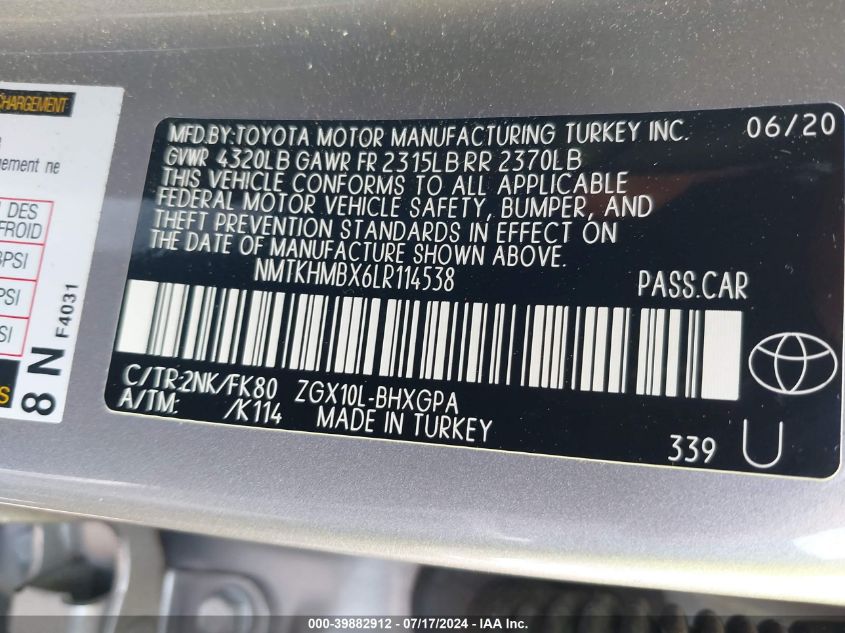 CHARGEMENT
gement ne
DES
FROID
PSI
PSI
SI
8 N F4031
MFD.BY:TOYOTA MOTOR MANUFACTURING TURKEY INC. 06/20
GVWR 4320LB GAWR FR 2315LB RR 2370LB
THIS VEHICLE CONFORMS TO ALL APPLICABLE
FEDERAL MOTOR VEHICLE SAFETY, BUMPER, AND
THEFT PREVENTION STANDARDS IN EFFECT ON
THE DATE OF MANUFACTURE SHOWN ABOVE.
NMTKHMBX6LR114538 PASS.CAR
C/TR:2NK/FK80 ZGX10L-BHXGPA
A/TM: /K114 MADE IN TURKEY
339 U
000-39882912 - 07/17/2024 - IAA Inc.